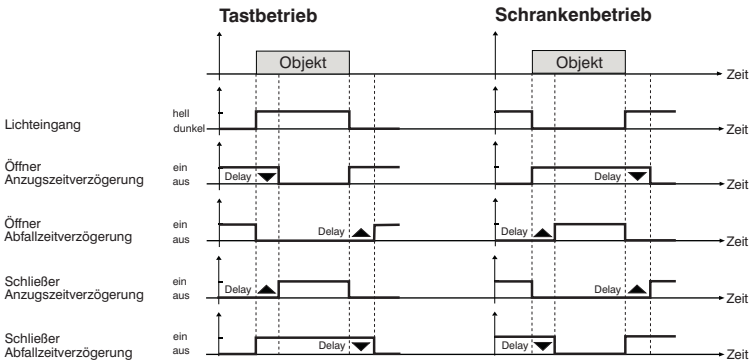 Tastbetrieb Schrankenbetrieb
Objekt Objekt
Zeit
Lichteingang
hell
dunkel
Zeit Zeit
Öffner
Anzugszeitverzögerung
ein
aus
Delay Delay
Zeit
Öffner
Abfallzeitverzögerung
ein
aus
Delay Delay
Zeit
Schließer
Anzugszeitverzögerung
ein
aus
Delay Delay
Zeit
Schließer
Abfallzeitverzögerung
ein
aus
Delay Delay
Zeit